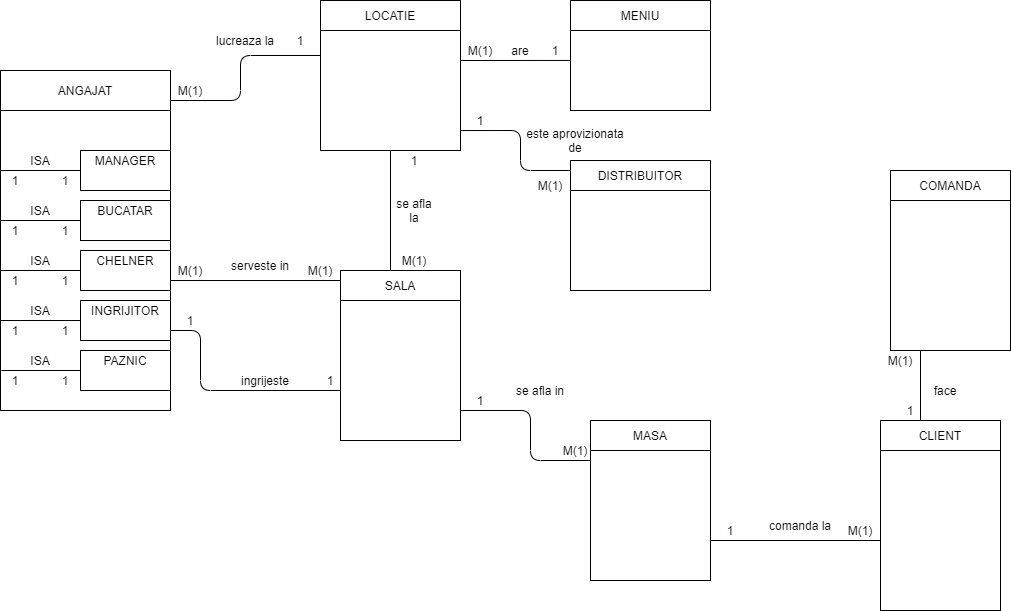 LOCATIE
MENIU
lucreaza la
1
M(1)
are
1
ANGAJAT
M(1)
1
este aprovizionata
de
M(1)
DISTRIBUITOR
ISA
MANAGER
1
1
1
COMANDA
ISA
BUCATAR
1
1
se afla
la
M(1)
ISA
CHELNER
1
1
M(1)
serveste in
M(1)
SALA
ISA
INGRIJITOR
1
1
1
ingrijeste
1
ISA
PAZNIC
1
1
1
se afla in
M(1)
M(1)
face
1
MASA
CLIENT
1
comanda la
M(1)